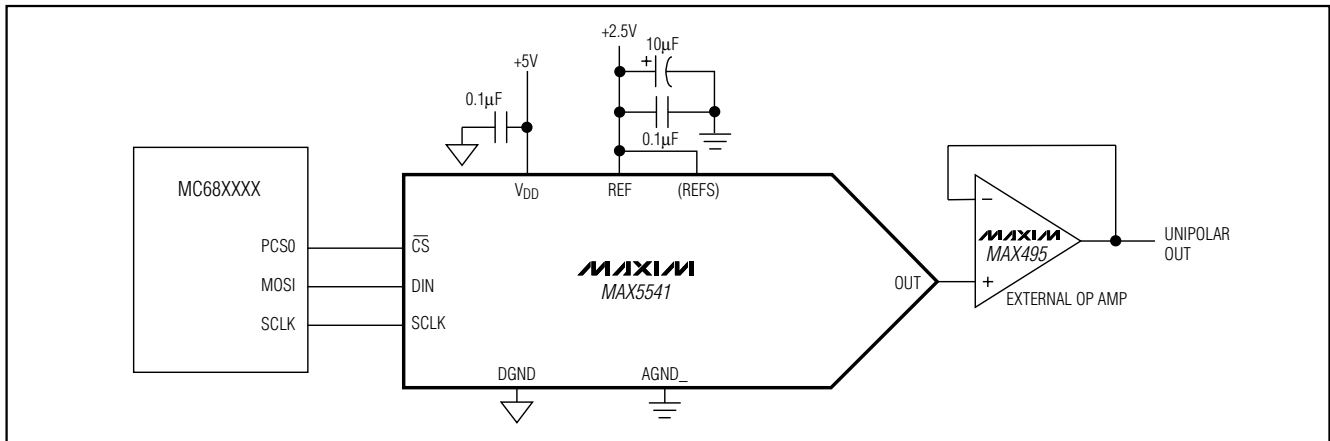 +2.5V
10µF
+
+5V
0.1µF
0.1µF
MC68XXXX
VDD
REF
(REFS)
PCS0
CS
MOSI
DIN
SCLK
SCLK
MAXIM
MAX5541
OUT
DGND
AGND_
−
+
MAXIM
MAX495
EXTERNAL OP AMP
UNIPOLAR
OUT